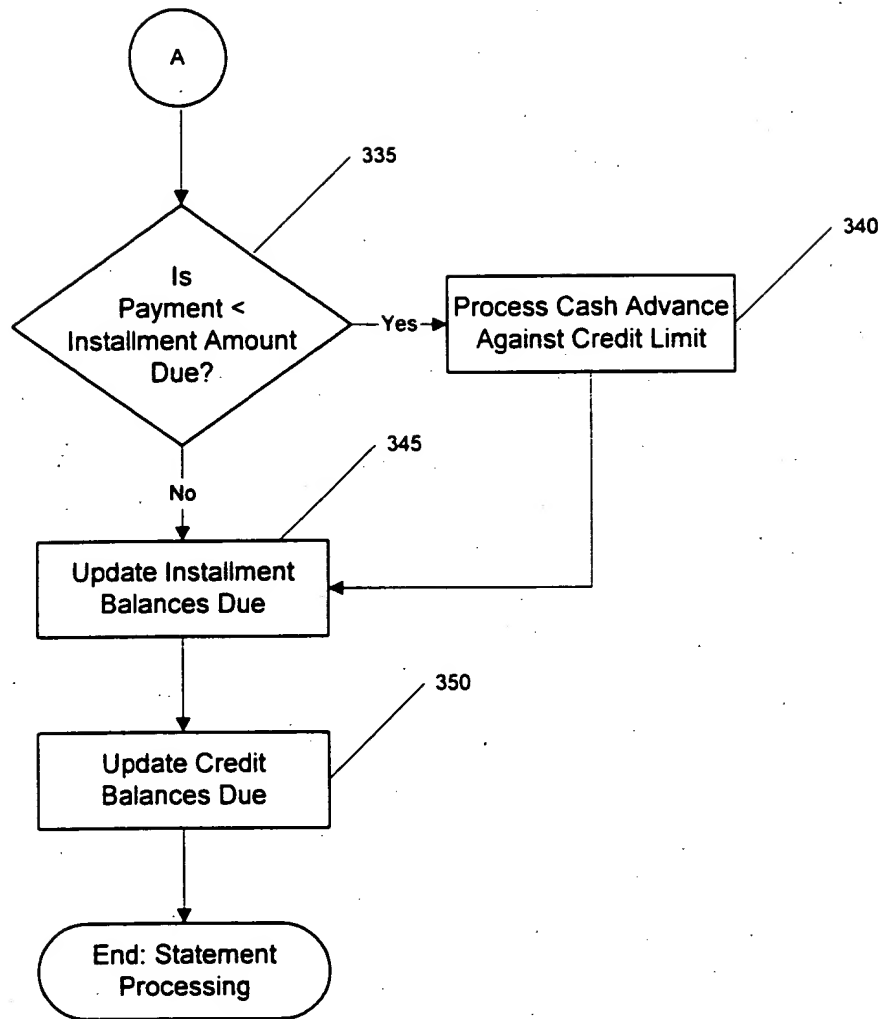 A
335
Is
Payment <
Installment Amount
Due?
Yes
340
Process Cash Advance
Against Credit Limit
No
345
Update Installment
Balances Due
350
Update Credit
Balances Due
End: Statement
Processing